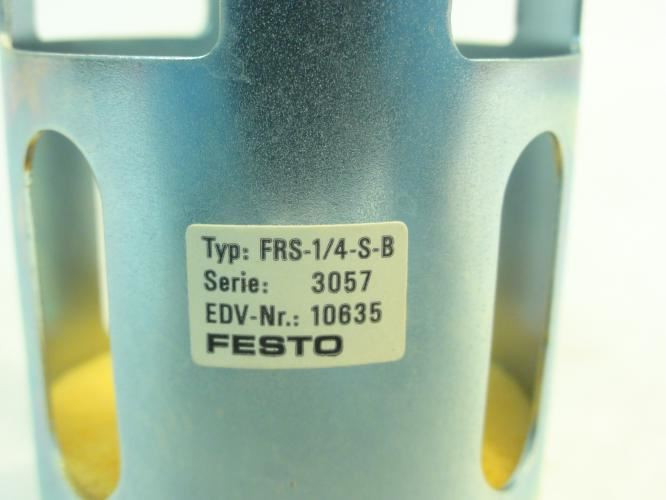 Typ: FRS-1/4-S-B
Serie: 3057
EDV-Nr.: 10635
FESTO